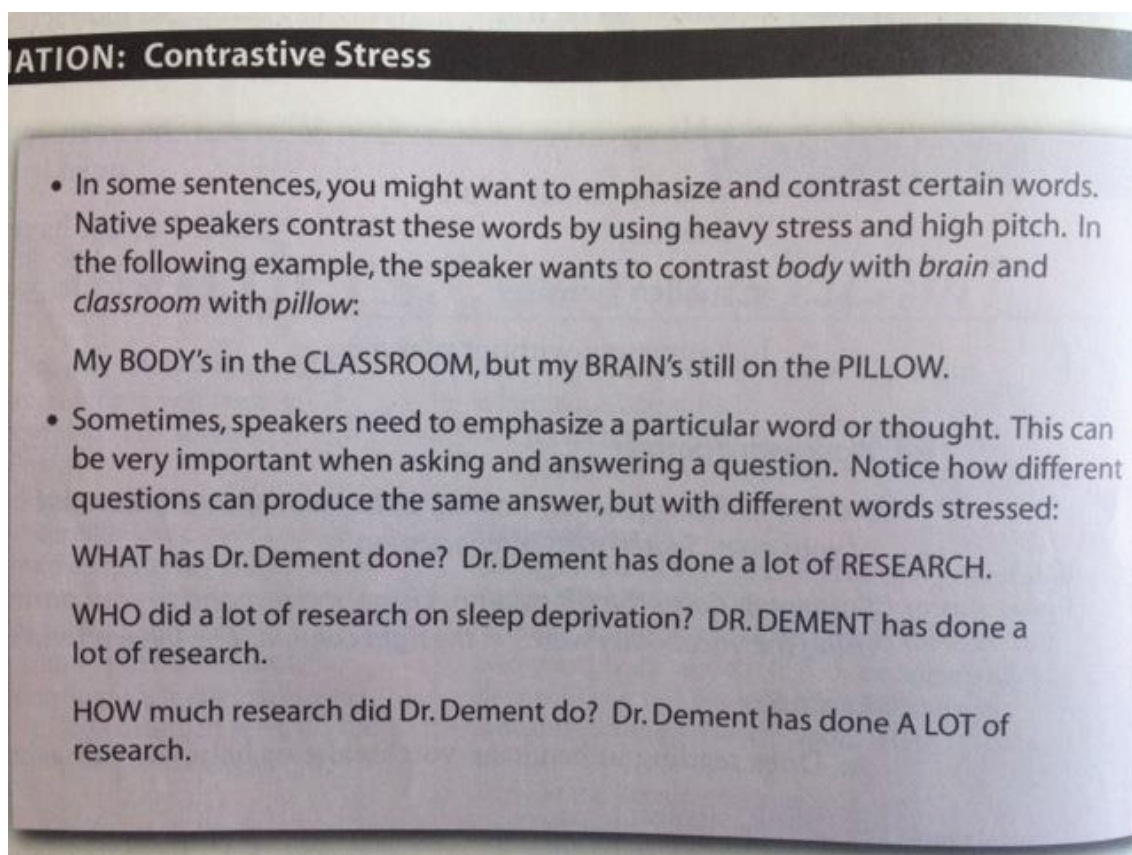 IATION: Contrastive Stress
• In some sentences, you might want to emphasize and contrast certain words.
Native speakers contrast these words by using heavy stress and high pitch. In
the following example, the speaker wants to contrast body with brain and
classroom with pillow:
My BODY's in the CLASSROOM, but my BRAIN's still on the PILLOW.
• Sometimes, speakers need to emphasize a particular word or thought. This can
be very important when asking and answering a question. Notice how different
questions can produce the same answer, but with different words stressed:
WHAT has Dr. Dement done? Dr. Dement has done a lot of RESEARCH.
WHO did a lot of research on sleep deprivation? DR. DEMENT has done a
lot of research.
HOW much research did Dr. Dement do? Dr. Dement has done A LOT of
research.